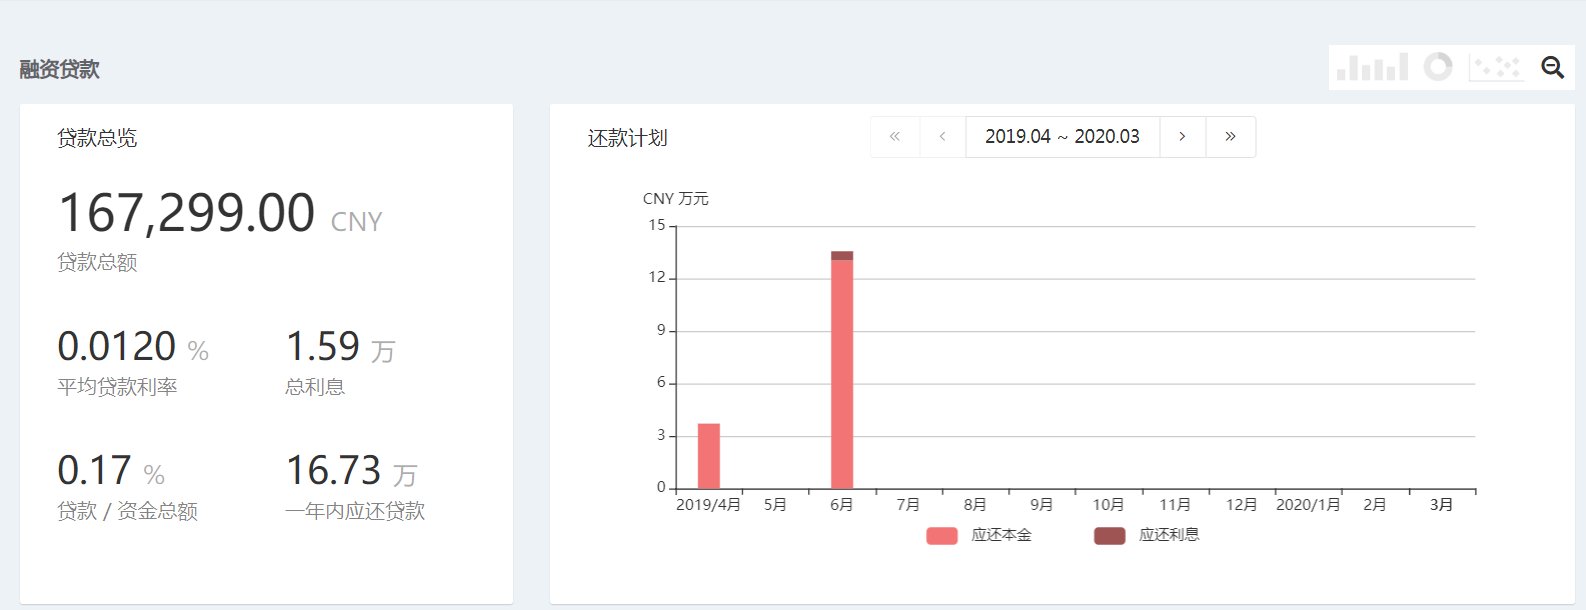 融资贷款
贷款总览
167,299.00 CNY
贷款总额
0.0120 %
平均贷款利率
1.59 万
总利息
0.17 %
贷款 / 资金总额
16.73 万
一年内应还贷款
还款计划
« ‹ 2019.04 ~ 2020.03 › »
CNY 万元
15
12
9
6
3
0
2019/4月 5月 6月 7月 8月 9月 10月 11月 12月 2020/1月 2月 3月
应还本金 应还利息